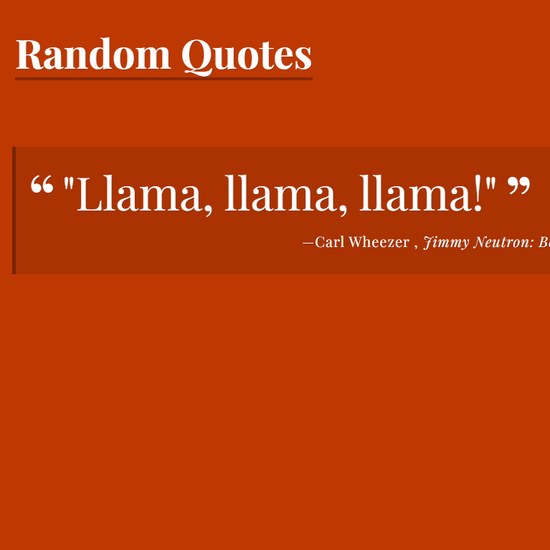 Random Quotes
“ "Llama, llama, llama!" ”
—Carl Wheezer , Jimmy Neutron: